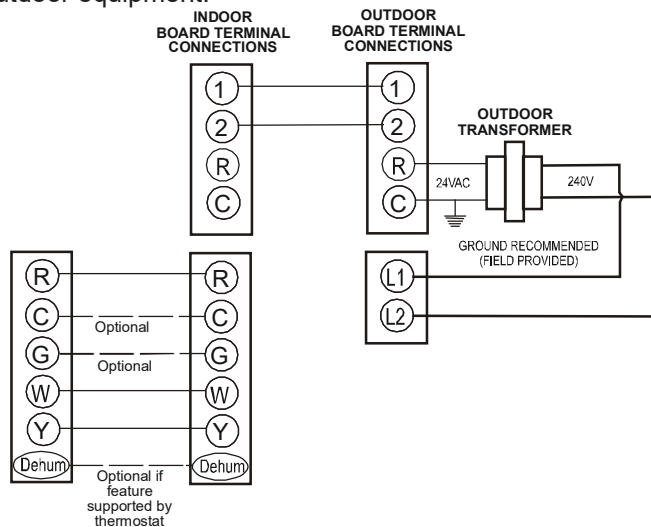 utdoor equipment.
INDOOR
BOARD TERMINAL
CONNECTIONS
OUTDOOR
BOARD TERMINAL
CONNECTIONS
1
2
R
C
1
2
R
C
OUTDOOR
TRANSFORMER
24VAC
240V
GROUND RECOMMENDED
(FIELD PROVIDED)
L1
L2
R
C
G
W
Y
Dehum
Optional
Optional
Optional if
feature
supported by
thermostat
R
C
G
W
Y
Dehum